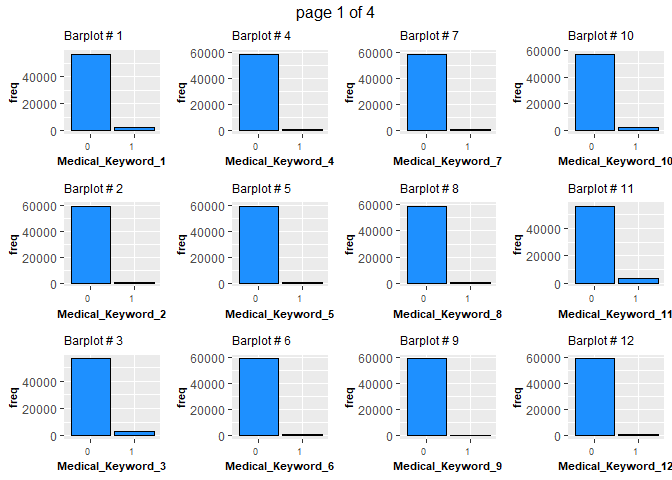 page 1 of 4
Barplot # 1
Barplot # 4
Barplot # 7
Barplot # 10
freq
40000
20000
0
0 1
Medical_Keyword_1
freq
60000
40000
20000
0
0 1
Medical_Keyword_4
freq
60000
40000
20000
0
0 1
Medical_Keyword_7
freq
60000
40000
20000
0
0 1
Medical_Keyword_10
Barplot # 2
Barplot # 5
Barplot # 8
Barplot # 11
freq
60000
40000
20000
0
0 1
Medical_Keyword_2
freq
60000
40000
20000
0
0 1
Medical_Keyword_5
freq
60000
40000
20000
0
0 1
Medical_Keyword_8
freq
40000
20000
0
0 1
Medical_Keyword_11
Barplot # 3
Barplot # 6
Barplot # 9
Barplot # 12
freq
40000
20000
0
0 1
Medical_Keyword_3
freq
60000
40000
20000
0
0 1
Medical_Keyword_6
freq
60000
40000
20000
0
0 1
Medical_Keyword_9
freq
60000
40000
20000
0
0 1
Medical_Keyword_12